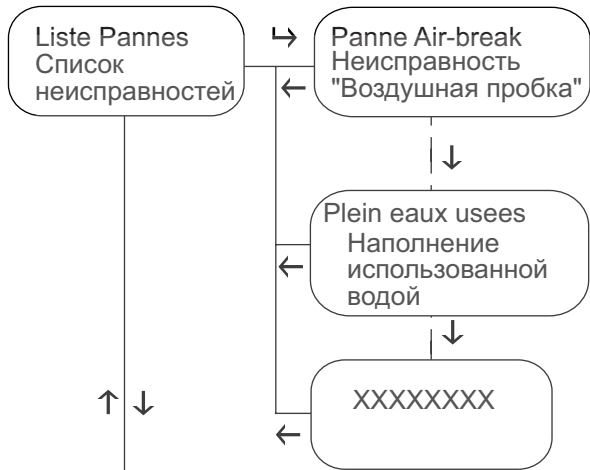 Liste Pannes
Список
неисправностей
Panne Air-break
Неисправность
"Воздушная пробка"
Plein eaux usees
Наполнение
использованной
водой
XXXXXXXX